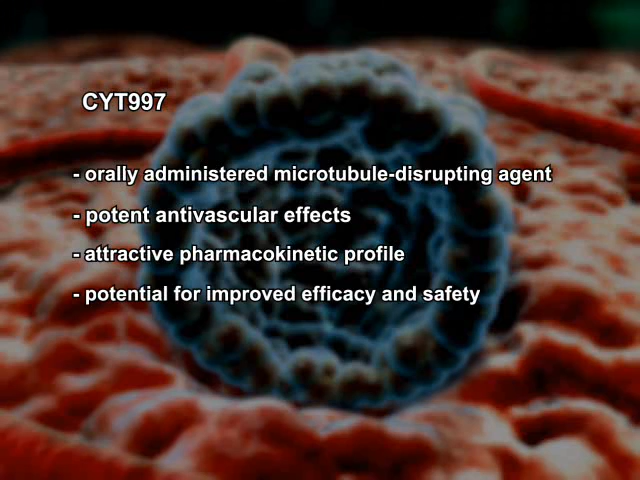 CYT997
- orally administered microtubule-disrupting agent
- potent antivascular effects
- attractive pharmacokinetic profile
- potential for improved efficacy and safety